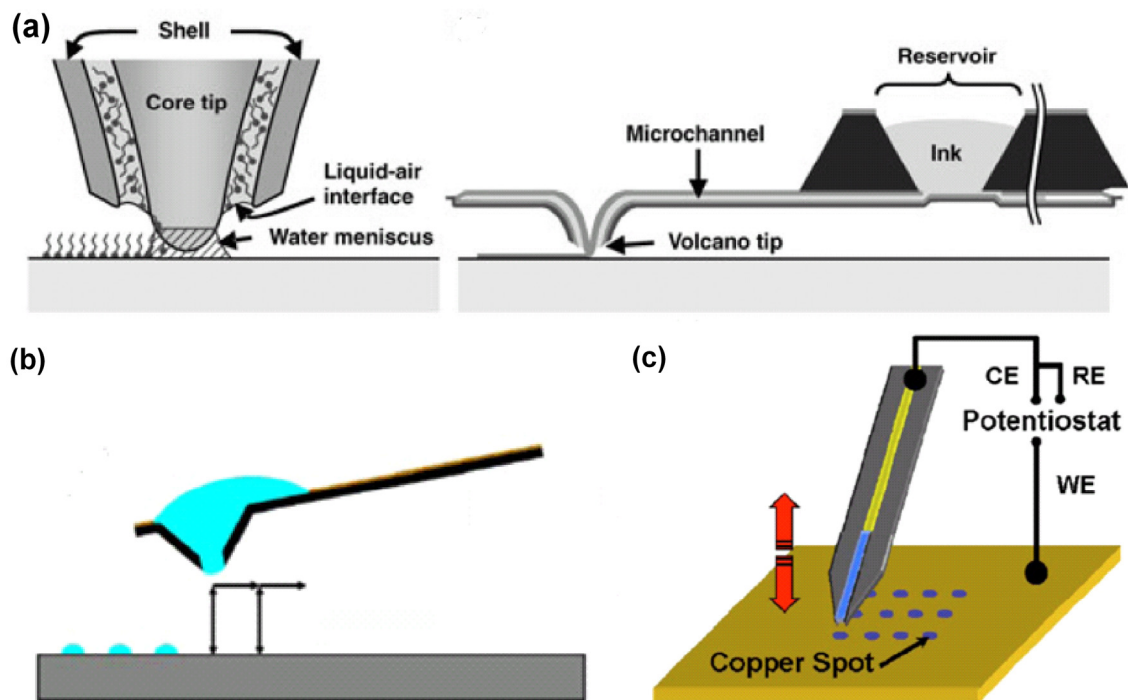 (a)
Shell
Core tip
Liquid-air
interface
Water meniscus
Reservoir
Microchannel
Ink
Volcano tip
(b)
(c)
CE
RE
Potentiostat
WE
Copper Spot